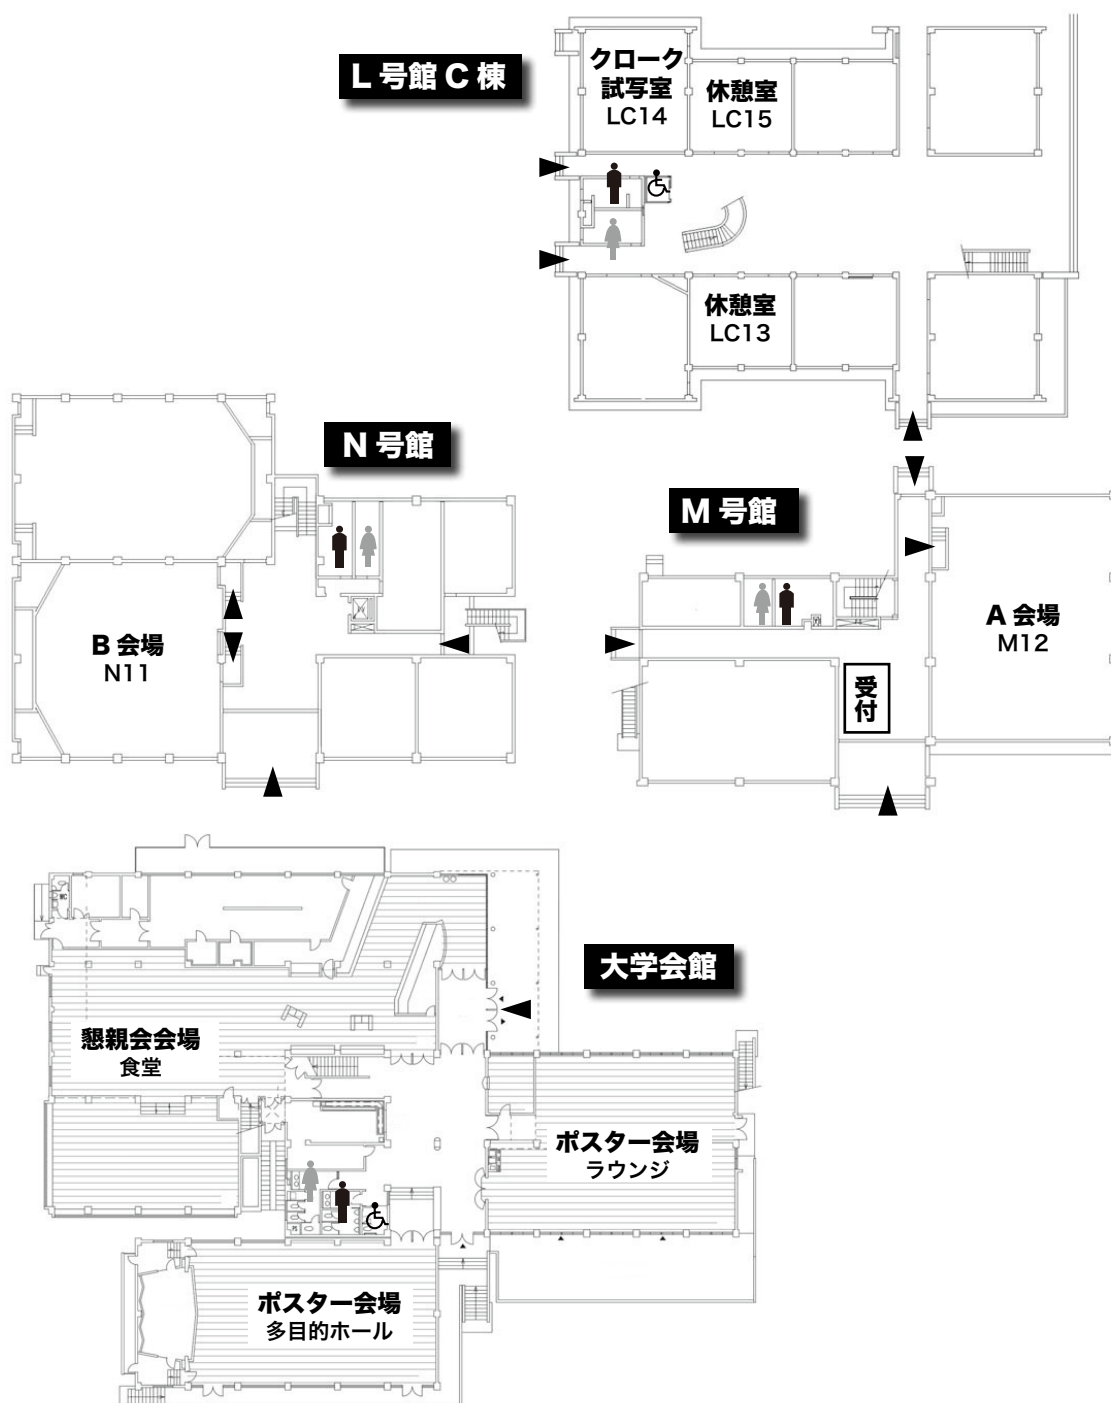 L 号館 C 棟
クローク
試写室
LC14
休憩室
LC15
休憩室
LC13
N 号館
B 会場
N11
M 号館
A 会場
M12
受付
大学会館
WC
懇親会会場
食堂
ポスター会場
ラウンジ
PS
ポスター会場
多目的ホール